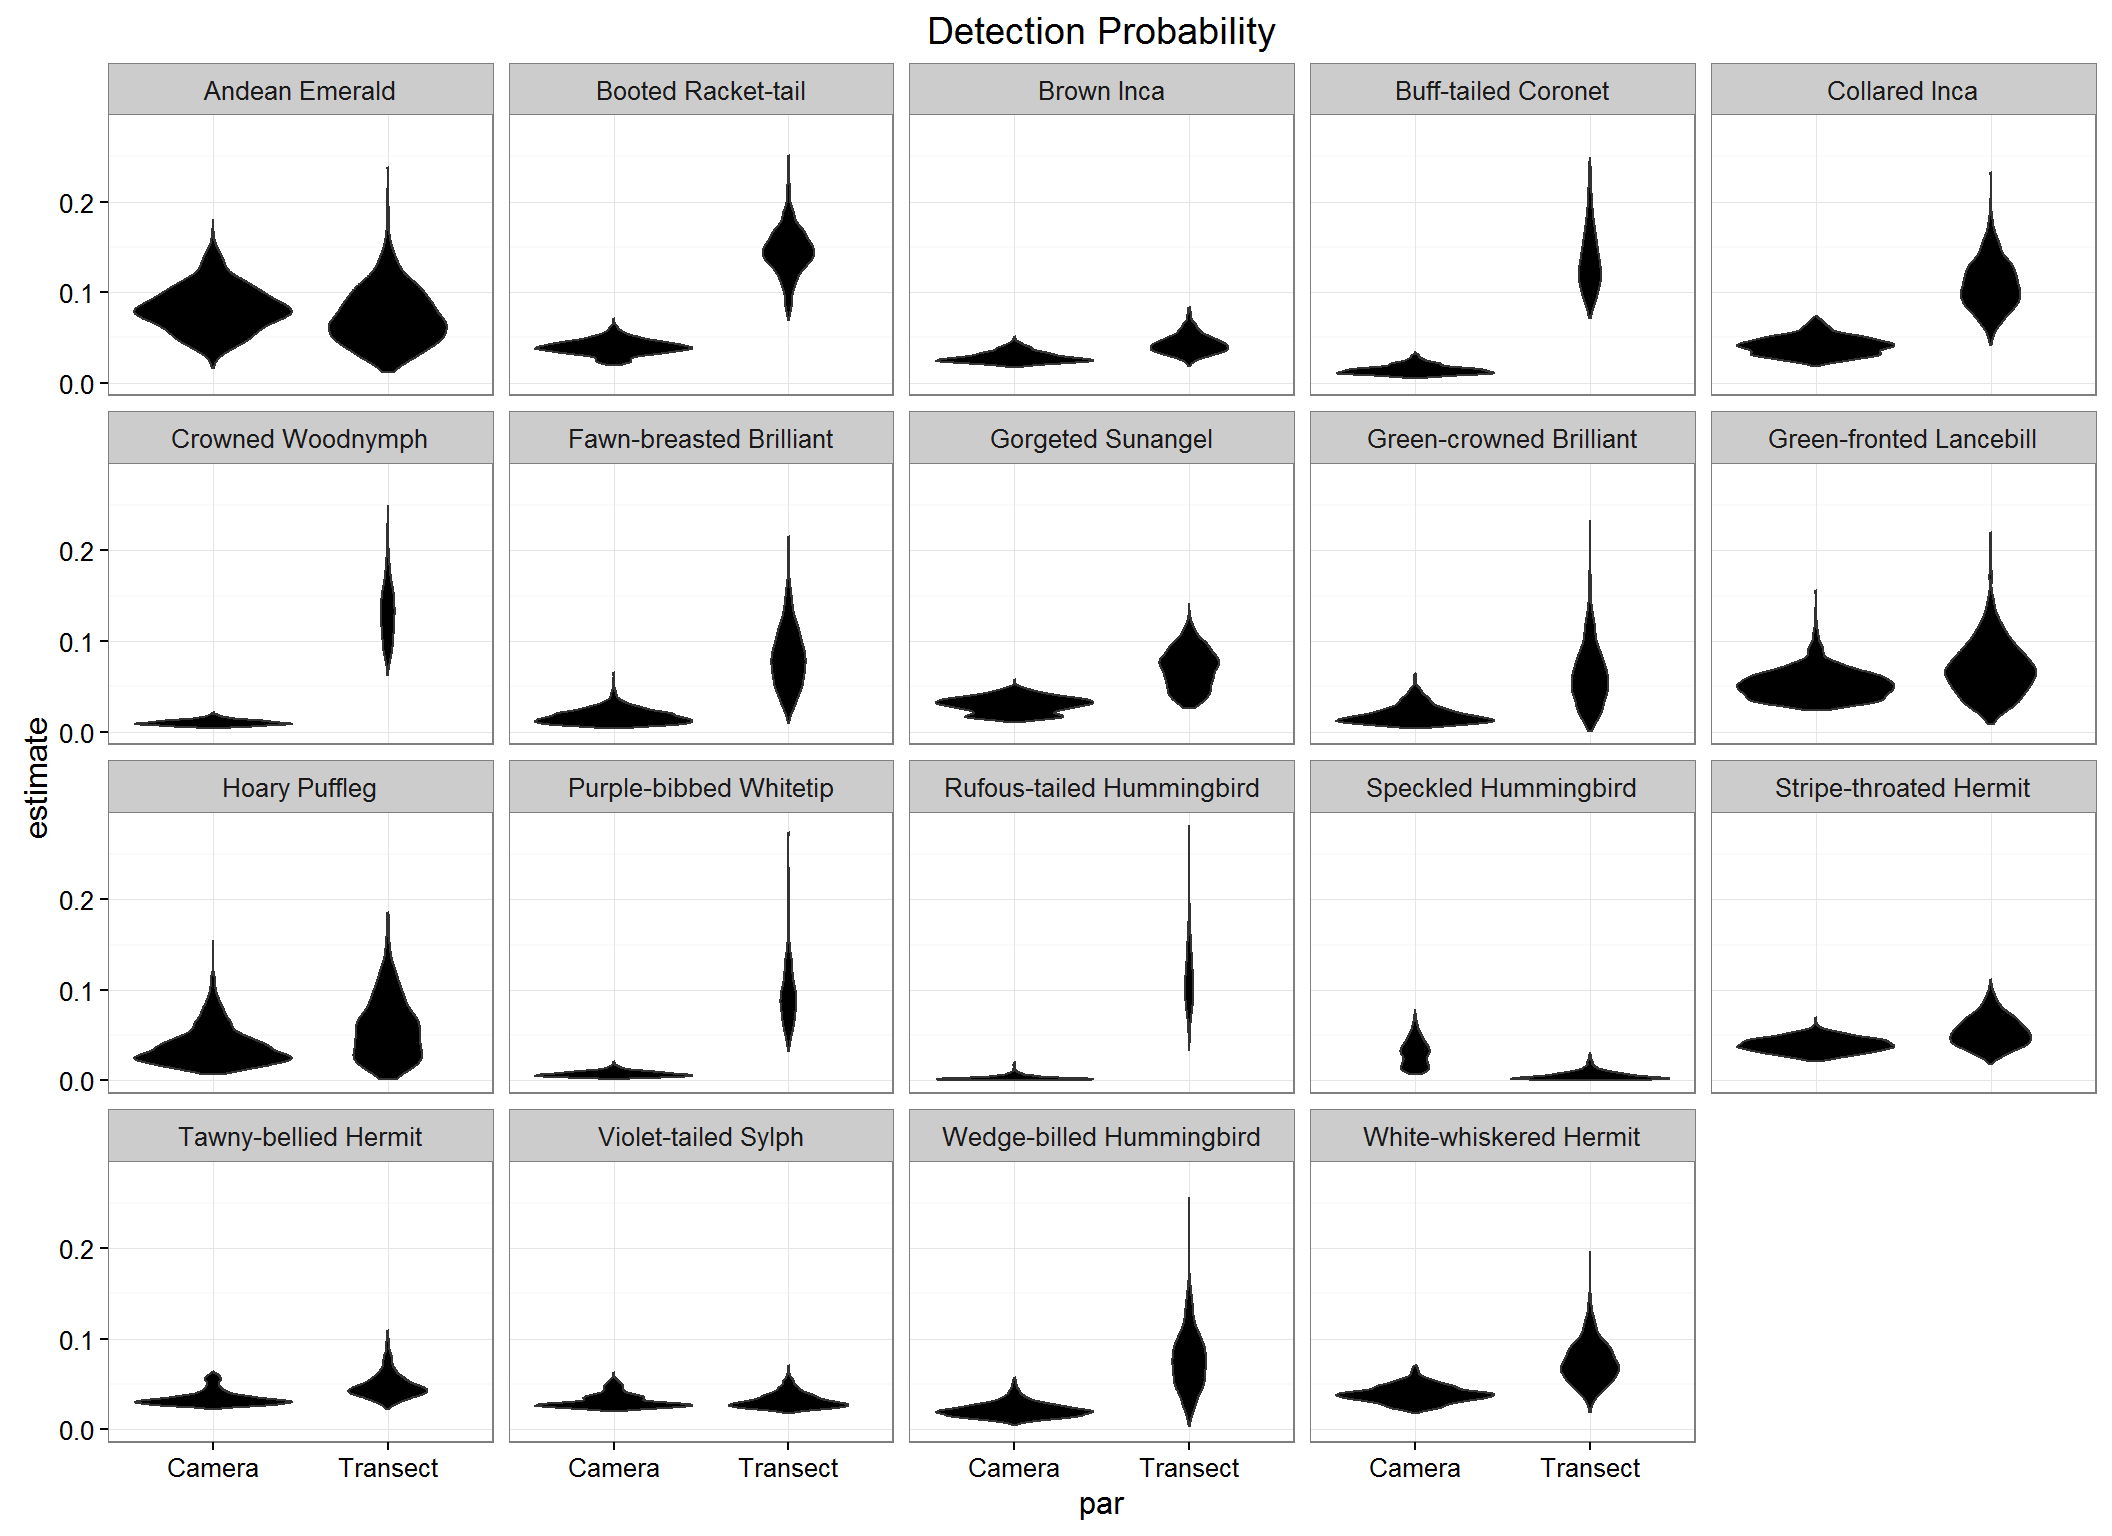 Detection Probability
Andean Emerald
Booted Racket-tail
Brown Inca
Buff-tailed Coronet
Collared Inca
0.2
0.1
0.0
Crowned Woodnymph
Fawn-breasted Brilliant
Gorgeted Sunangel
Green-crowned Brilliant
Green-fronted Lancebill
0.2
0.1
0.0
estimate
Hoary Puffleg
Purple-bibbed Whitetip
Rufous-tailed Hummingbird
Speckled Hummingbird
Stripe-throated Hermit
0.2
0.1
0.0
Tawny-bellied Hermit
Violet-tailed Sylph
Wedge-billed Hummingbird
White-whiskered Hermit
0.2
0.1
0.0
Camera Transect Camera Transect Camera Transect Camera Transect
par